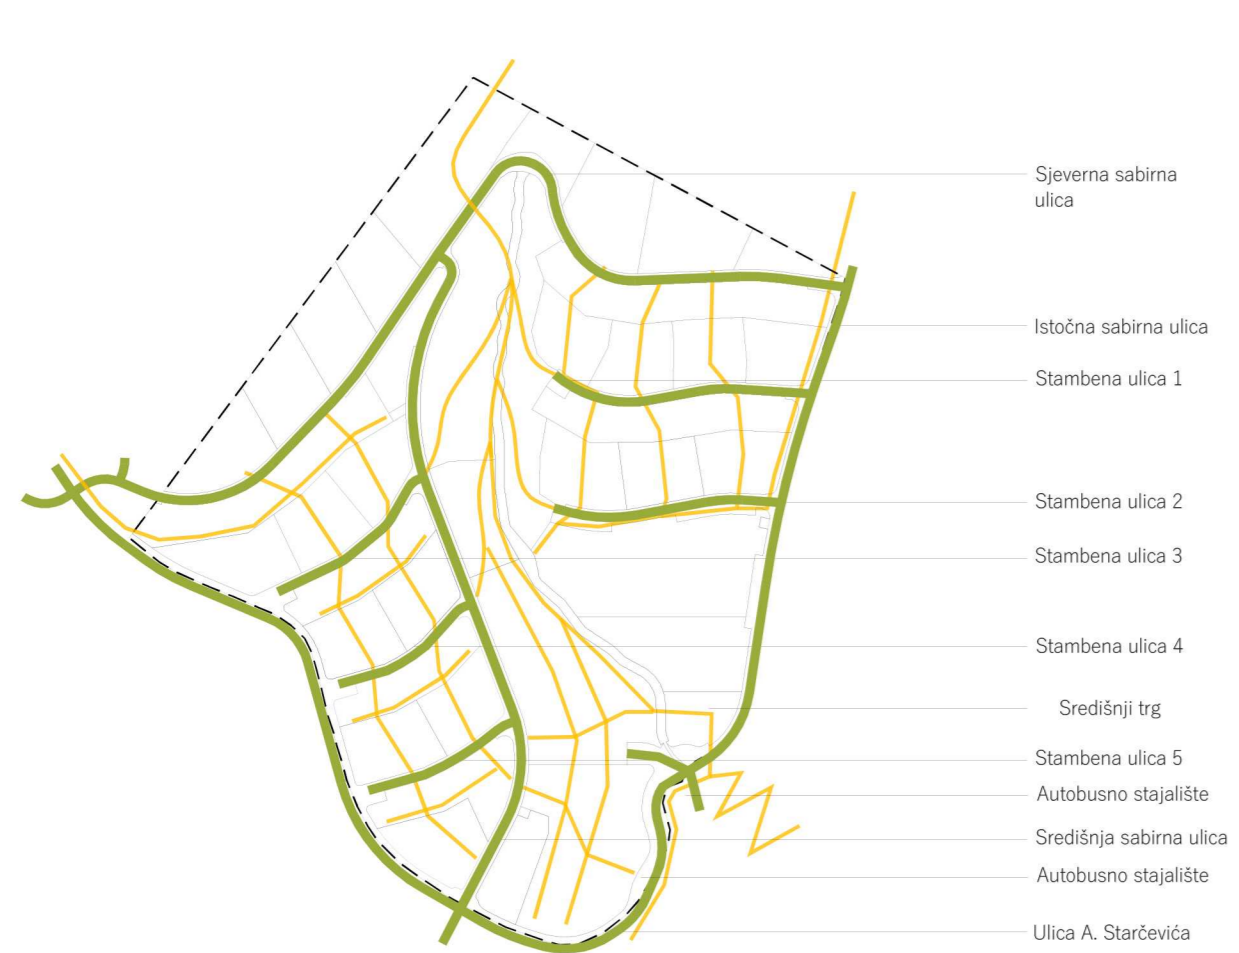 Sjeverna sabirna
ulica
Istočna sabirna ulica
Stambena ulica 1
Stambena ulica 2
Stambena ulica 3
Stambena ulica 4
Središnji trg
Stambena ulica 5
Autobusno stajalište
Središnja sabirna ulica
Autobusno stajalište
Ulica A. Starčevića